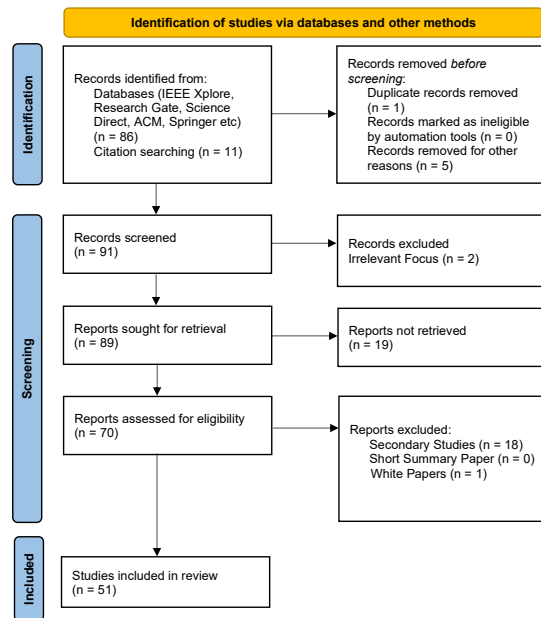 Identification of studies via databases and other methods
Identification
Records identified from:
Databases (IEEE Xplore,
Research Gate, Science
Direct, ACM, Springer etc)
(n = 86)
Citation searching (n = 11)
Records removed before
screening:
Duplicate records removed
(n = 1)
Records marked as ineligible
by automation tools (n = 0)
Records removed for other
reasons (n = 5)
Screening
Records screened
(n = 91)
Records excluded
Irrelevant Focus (n = 2)
Reports sought for retrieval
(n = 89)
Reports not retrieved
(n = 19)
Reports assessed for eligibility
(n = 70)
Reports excluded:
Secondary Studies (n = 18)
Short Summary Paper (n = 0)
White Papers (n = 1)
Included
Studies included in review
(n = 51)